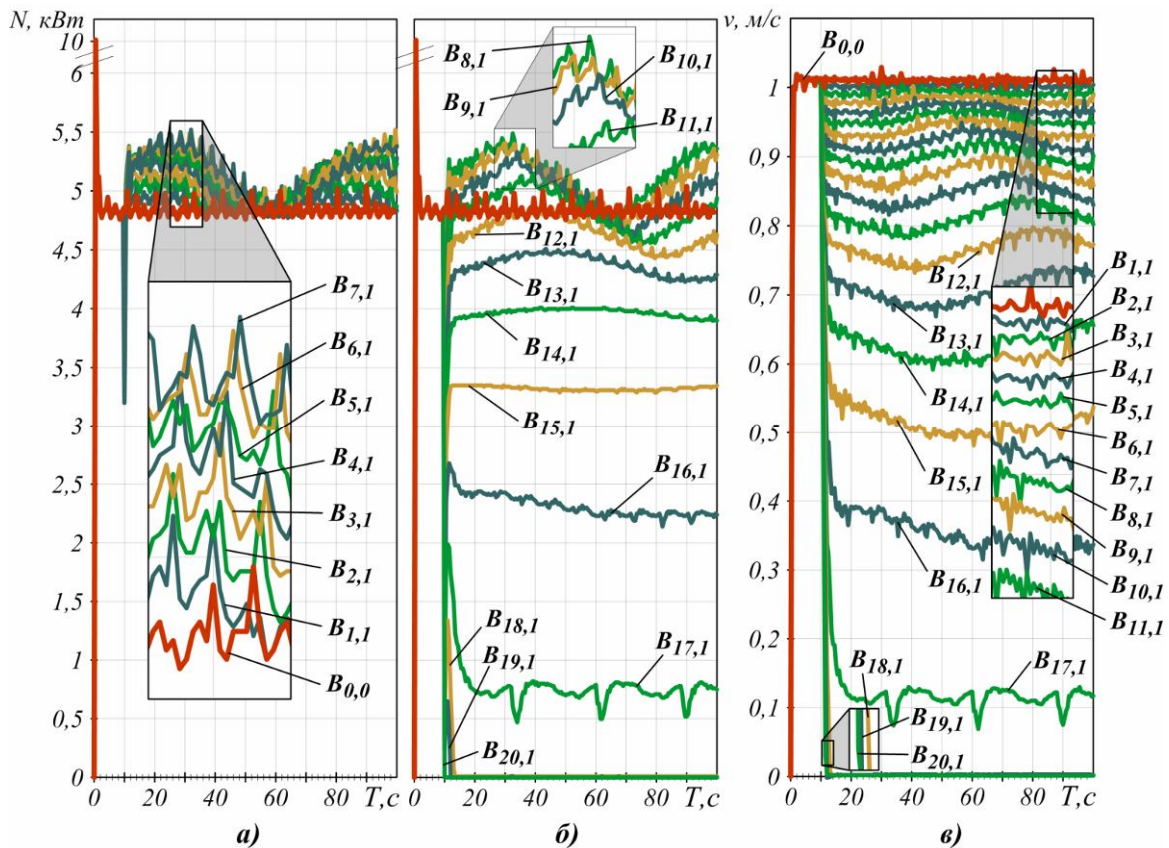 N, кВт
10
6
5,5
5
4,5
4
3,5
3
2,5
2
1,5
1
0,5
0
0 20 40 60 80 T,c
B7,1
B6,1
B5,1
B4,1
B3,1
B2,1
B1,1
B0,0
а)
B8,1
B10,1
B9,1
B11,1
B12,1
B13,1
B14,1
B15,1
B16,1
B18,1
B19,1
B17,1
B20,1
0 20 40 60 80 T,c
б)
v, м/с
1
0,9
0,8
0,7
0,6
0,5
0,4
0,3
0,2
0,1
0
B0,0
B12,1
B1,1
B2,1
B3,1
B13,1
B4,1
B14,1
B5,1
B6,1
B15,1
B7,1
B8,1
B9,1
B16,1
B10,1
B11,1
B18,1
B17,1
B19,1
B20,1
0 20 40 60 80 T,c
в)